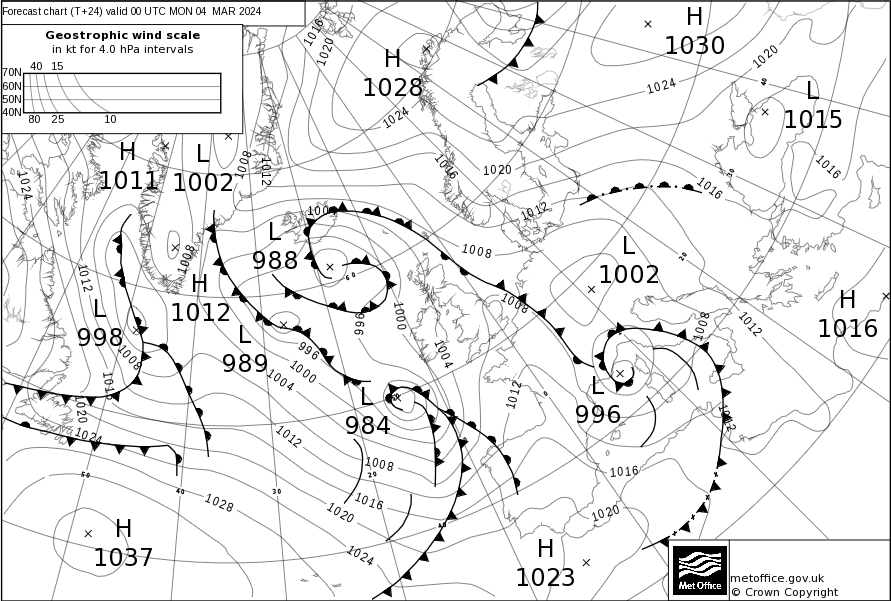 Forecast chart (T+24) valid 00 UTC MON 04 MAR 2024
Geostrophic wind scale
in kt for 4.0 hPa intervals
40 15
70N
60N
50N
40N
80 25 10
H
1030
1016
1020
H
1028
1020
1024
40
L
1015
1024
H
1011
L
1002
1008
1012
1024
1016
1020
30
1016
1016
1012
L
988
1008
1008
L
1002
20
1012
60
H
1012
1008
H
1016
L
998
L
989
996
1000
1008
1012
1008
996
1004
1000
1004
1016
1020
1012
0
L
996
1012
L
984
1024
1012
1008
20
1016
50
40
30
1028
1016
1020
1020
40
H
1037
1024
H
1023
Met Office
metoffice.gov.uk
© Crown Copyright